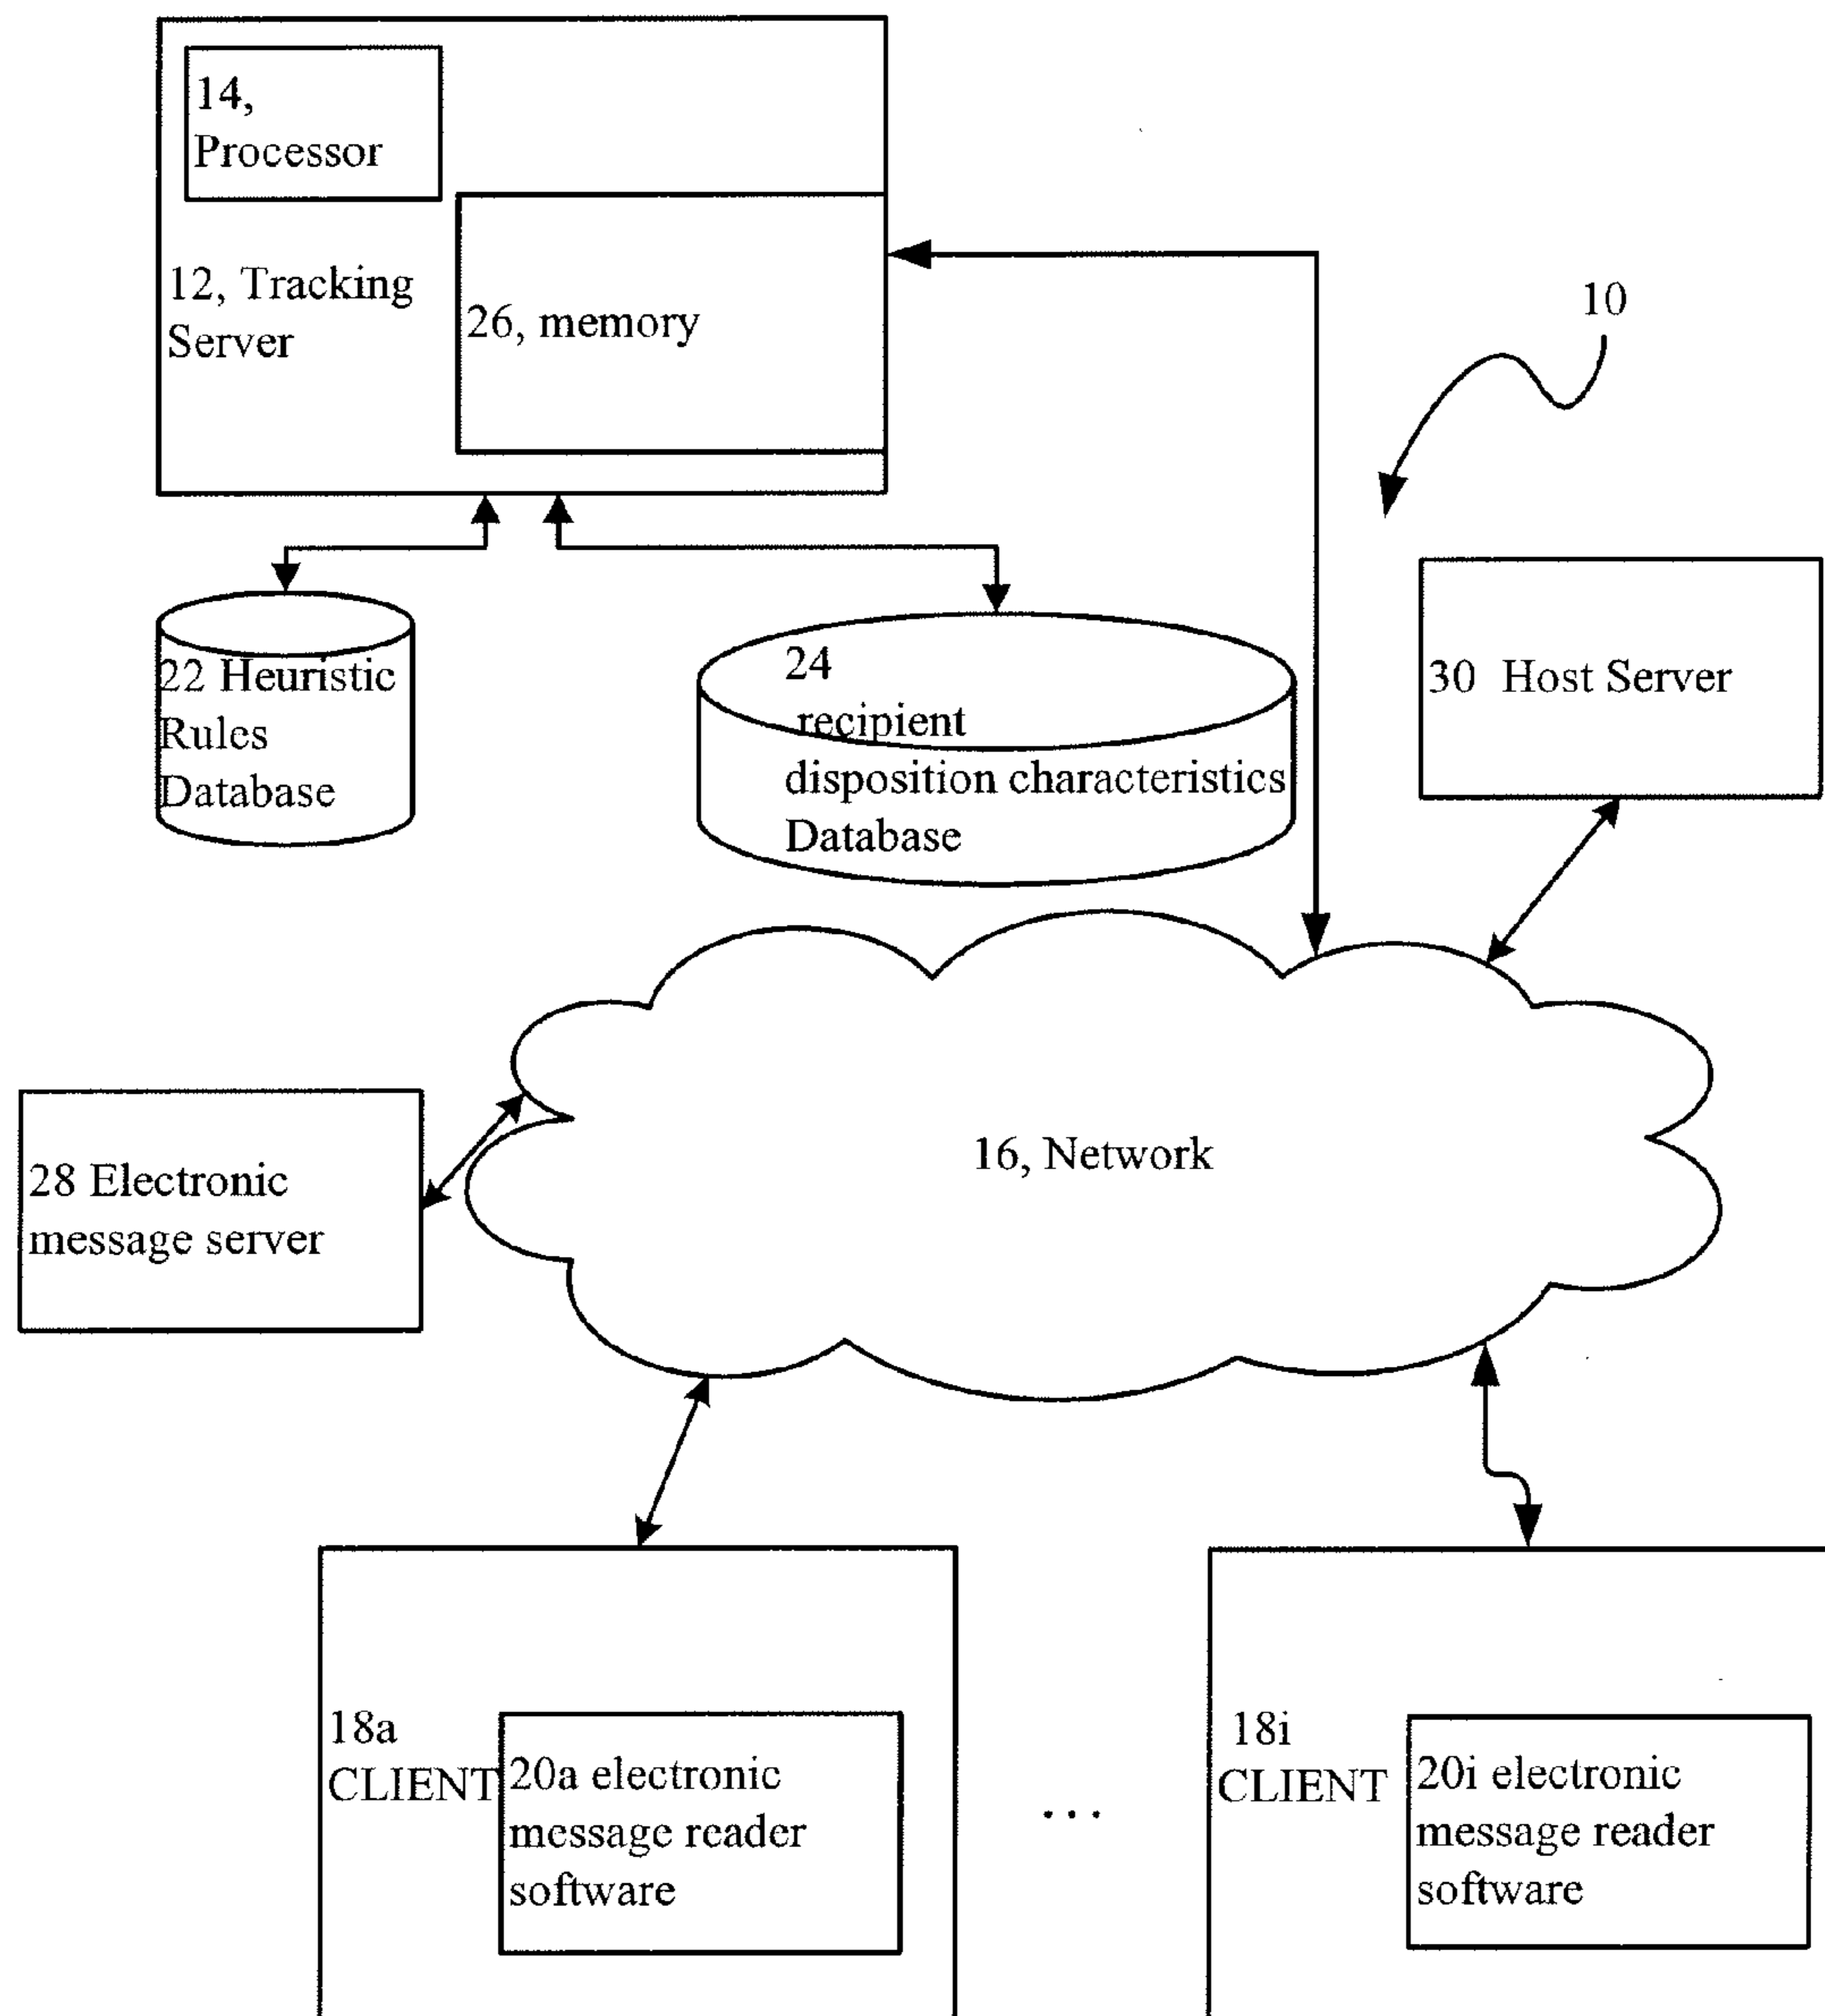 14,
Processor
12, Tracking
Server
26, memory
10
22 Heuristic
Rules
Database
24
recipient
disposition characteristics
Database
30 Host Server
16, Network
28 Electronic
message server
18a
CLIENT
20a electronic
message reader
software
...
18i
CLIENT
20i electronic
message reader
software